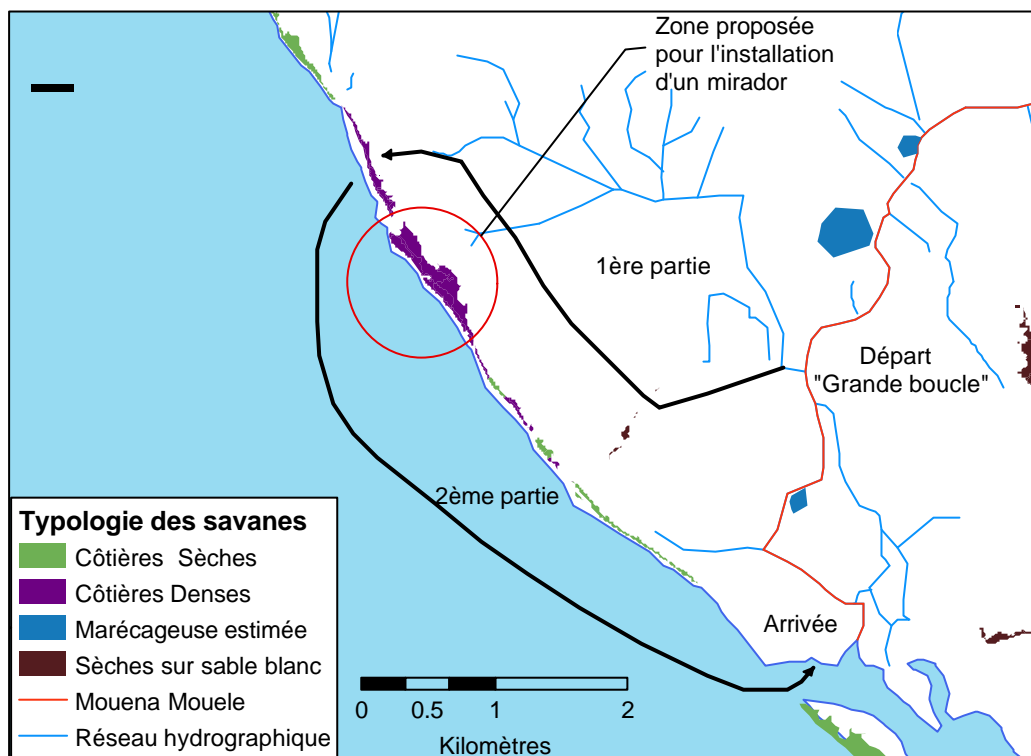 Zone proposée
pour l'installation
d'un mirador
1ère partie
Départ
"Grande boucle"
2ème partie
Arrivée
Typologie des savanes
Côtières Sèches
Côtières Denses
Marécageuse estimée
Sèches sur sable blanc
Mouena Mouele
Réseau hydrographique
0 0.5 1 2
Kilomètres